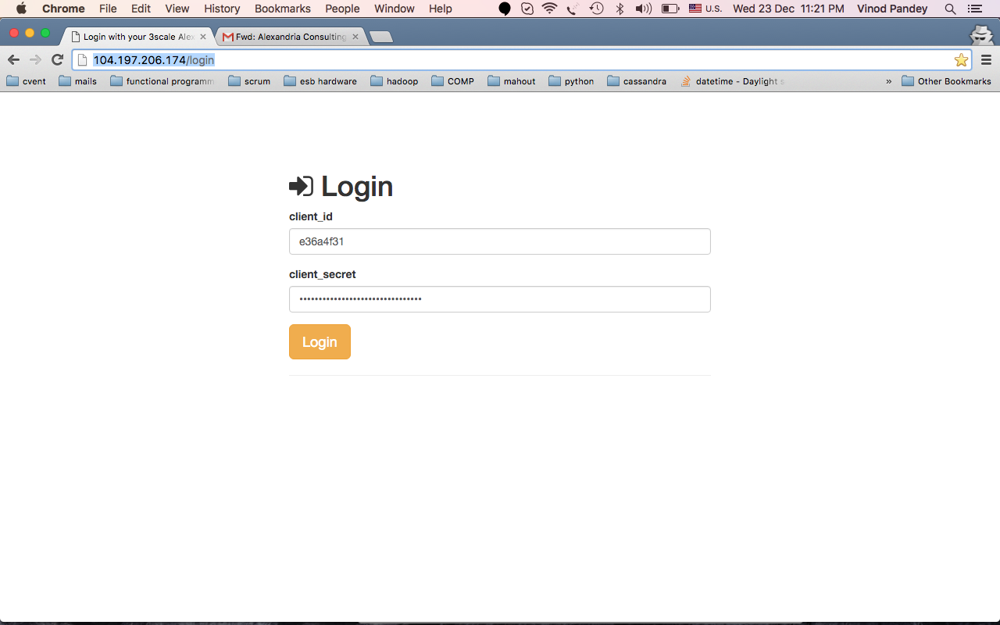 Chrome File Edit View History Bookmarks People Window Help U.S. Wed 23 Dec 11:21 PM Vinod Pandey
Login with your 3scale Alex Fwd: Alexandria Consulting
104.197.206.174/login
cvent mails functional programm scrum esb hardware hadoop COMP mahout python cassandra datetime - Daylight s » Other Bookmarks
Login
client_id
e36a4f31
client_secret
••••••••••••••••••••••••••••••••
Login